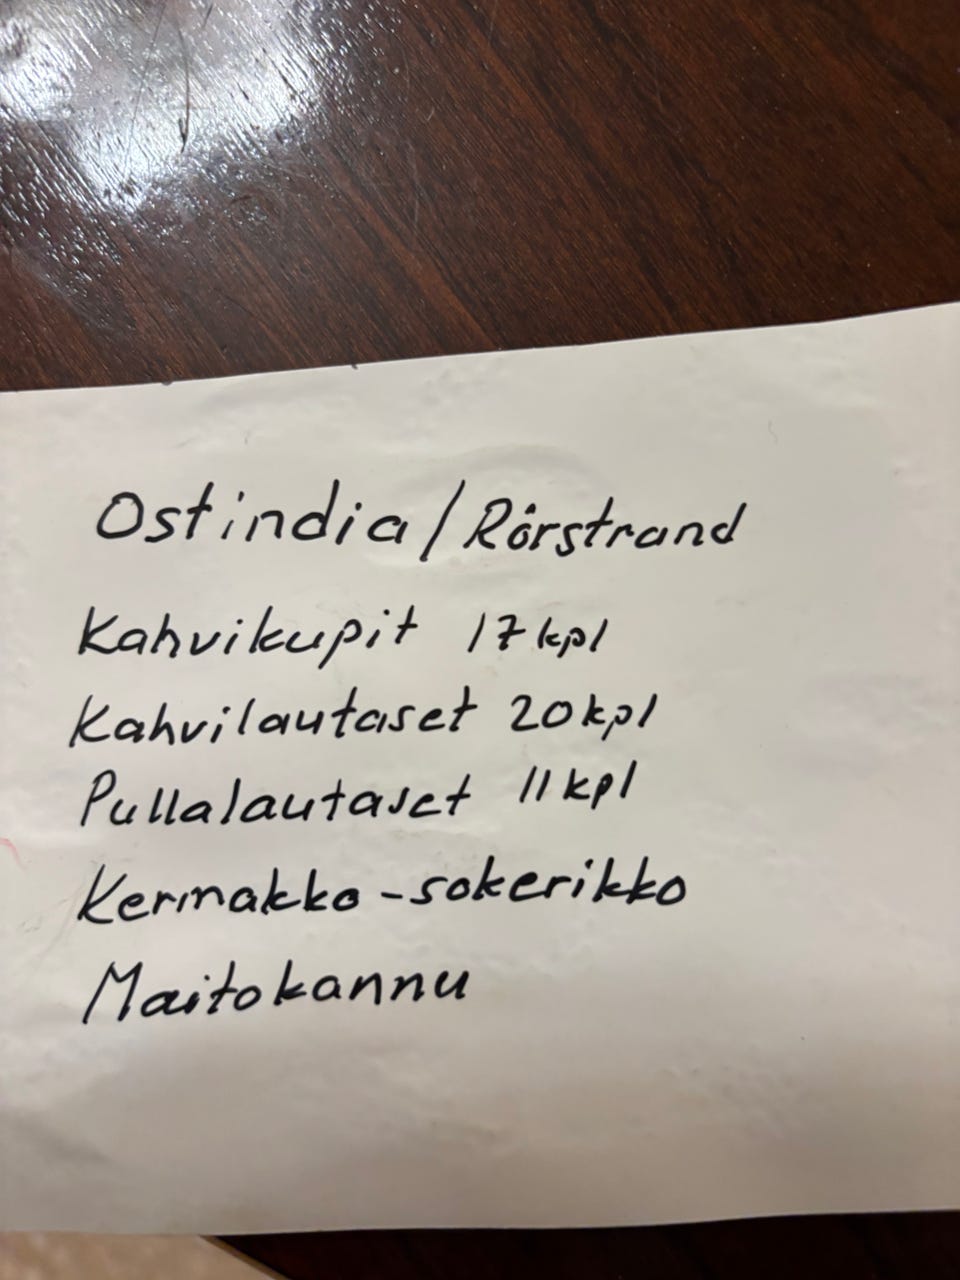 Ostindia/Rörstrand
Kahvikupit 17kpl
Kahvilautaset 20kpl
Pullalautaset 11kpl
Kermakko-sokerikko
Maitokannu